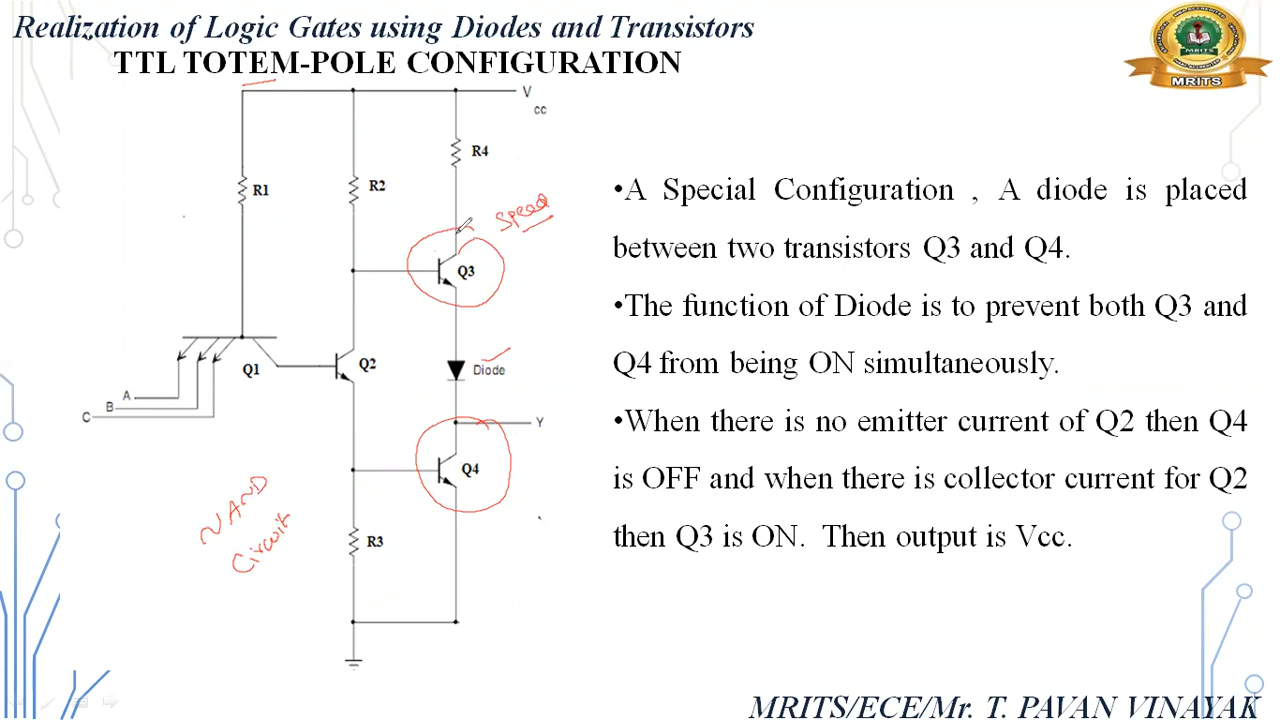 Realization of Logic Gates using Diodes and Transistors
TTL TOTEM-POLE CONFIGURATION
MRITS
V
cc
R1
R2
R4
Speed
Q3
Q1
Q2
Diode
A
B
C
Y
Q4
NAND
Circuit
R3
•A Special Configuration , A diode is placed
between two transistors Q3 and Q4.
•The function of Diode is to prevent both Q3 and
Q4 from being ON simultaneously.
•When there is no emitter current of Q2 then Q4
is OFF and when there is collector current for Q2
then Q3 is ON. Then output is Vcc.
MRITS/ECE/Mr. T. PAVAN VINAYAK